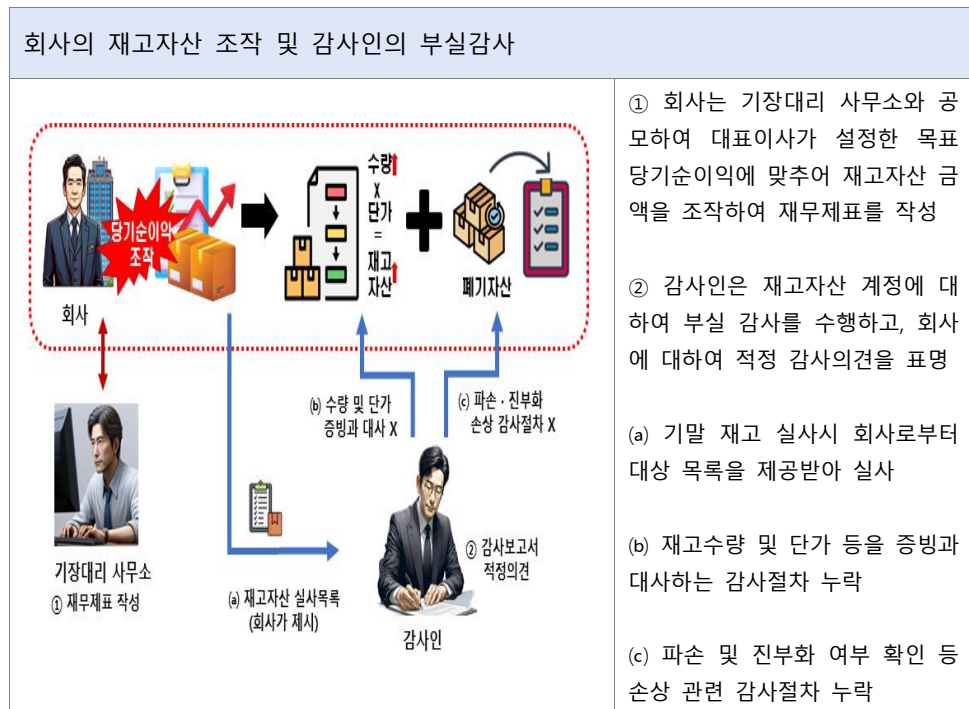 회사의 재고자산 조작 및 감사인의 부실감사
당기순이익
조작
회사
수량
X
단가
=
재고
자산
폐기자산
(b) 수량 및 단가
증빙과 대사 X
(c) 파손 · 진부화
손상 감사절차 X
기장대리 사무소
① 재무제표 작성
(a) 재고자산 실사목록
(회사가 제시)
② 감사보고서
적정의견
감사인
① 회사는 기장대리 사무소와 공
모하여 대표이사가 설정한 목표
당기순이익에 맞추어 재고자산 금
액을 조작하여 재무제표를 작성
② 감사인은 재고자산 계정에 대
하여 부실 감사를 수행하고, 회사
에 대하여 적정 감사의견을 표명
(a) 기말 재고 실사시 회사로부터
대상 목록을 제공받아 실사
(b) 재고수량 및 단가 등을 증빙과
대사하는 감사절차 누락
(c) 파손 및 진부화 여부 확인 등
손상 관련 감사절차 누락